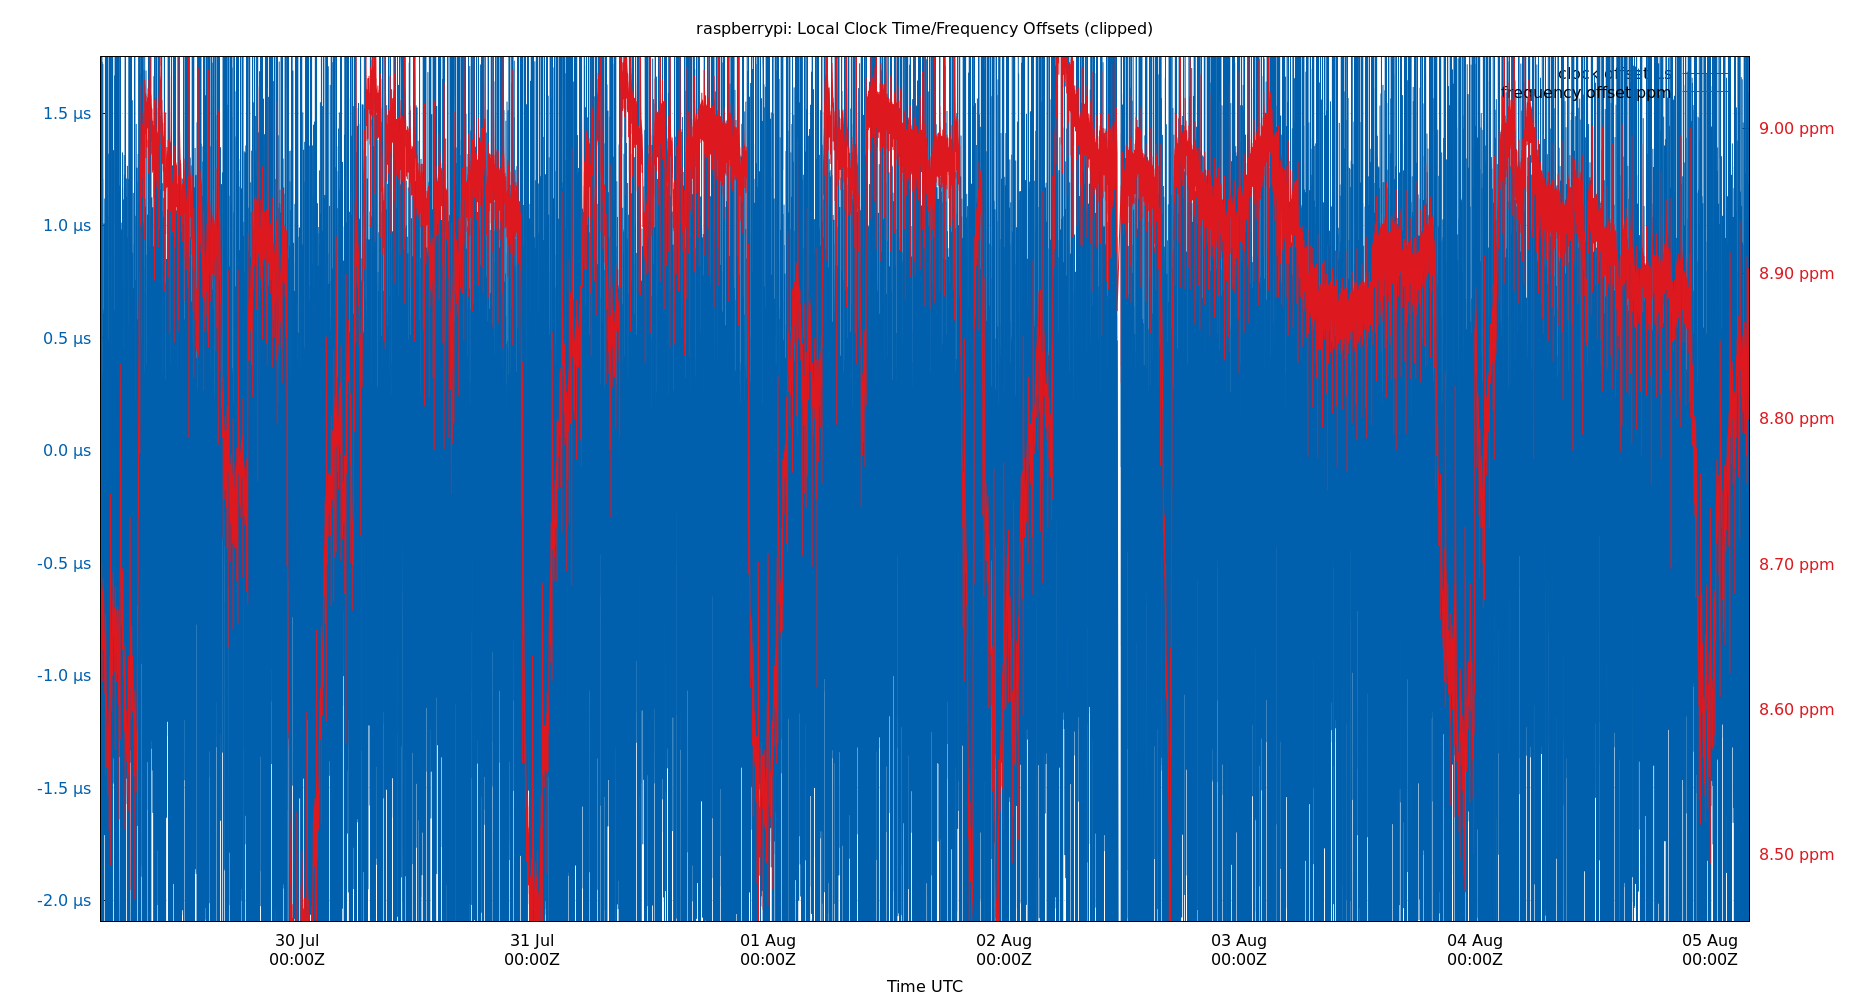 raspberrypi: Local Clock Time/Frequency Offsets (clipped)
clock offset s
frequency offset ppm
1.5 µs
1.0 µs
0.5 µs
0.0 µs
-0.5 µs
-1.0 µs
-1.5 µs
-2.0 µs
9.00 ppm
8.90 ppm
8.80 ppm
8.70 ppm
8.60 ppm
8.50 ppm
30 Jul 31 Jul 01 Aug 02 Aug 03 Aug 04 Aug 05 Aug
00:00Z 00:00Z 00:00Z 00:00Z 00:00Z 00:00Z 00:00Z
Time UTC